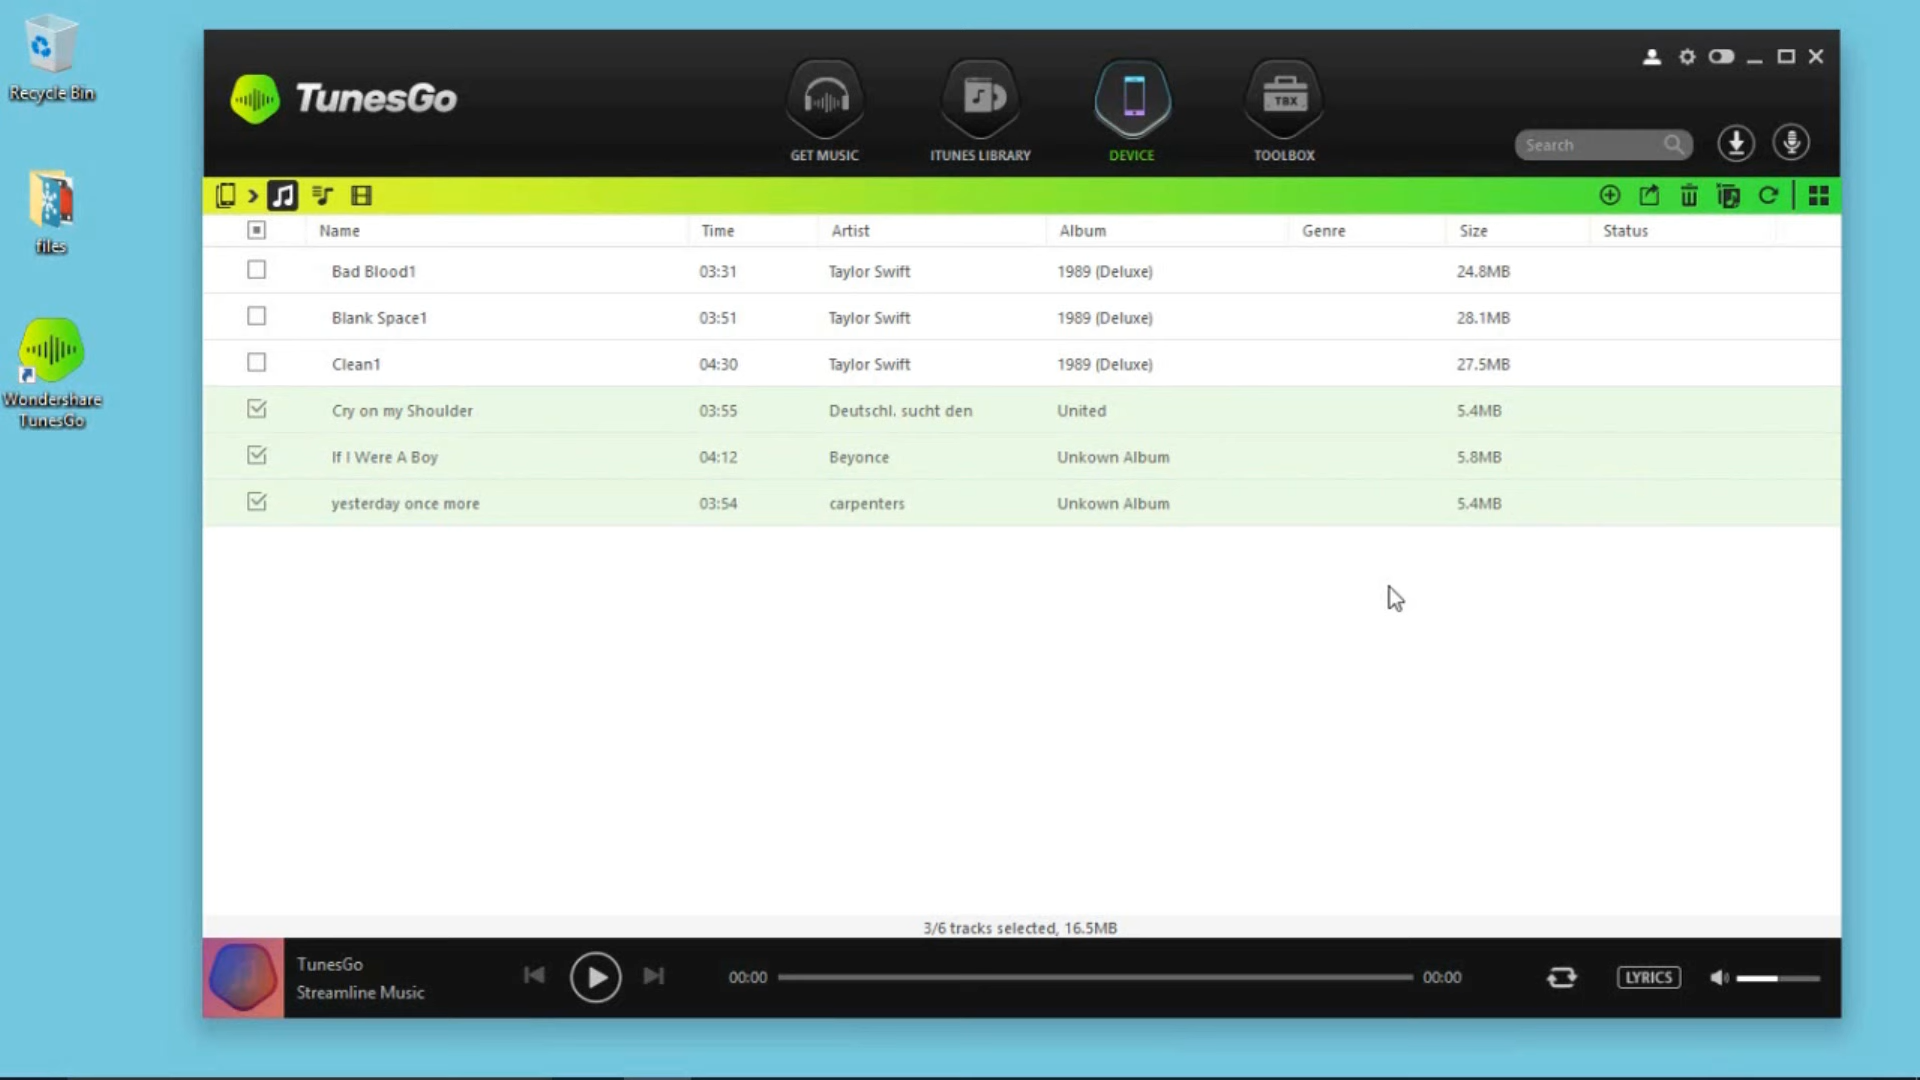 Recycle Bin
files
Wondershare
TunesGo
TunesGo
GET MUSIC
ITUNES LIBRARY
DEVICE
TBX
TOOLBOX
Search
Name Time Artist Album Genre Size Status
Bad Blood1 03:31 Taylor Swift 1989 (Deluxe) 24.8MB
Blank Space1 03:51 Taylor Swift 1989 (Deluxe) 28.1MB
Clean1 04:30 Taylor Swift 1989 (Deluxe) 27.5MB
Cry on my Shoulder 03:55 Deutschl. sucht den United 5.4MB
If I Were A Boy 04:12 Beyonce Unkown Album 5.8MB
yesterday once more 03:54 carpenters Unkown Album 5.4MB
3/6 tracks selected, 16.5MB
TunesGo
Streamline Music
00:00 00:00
LYRICS